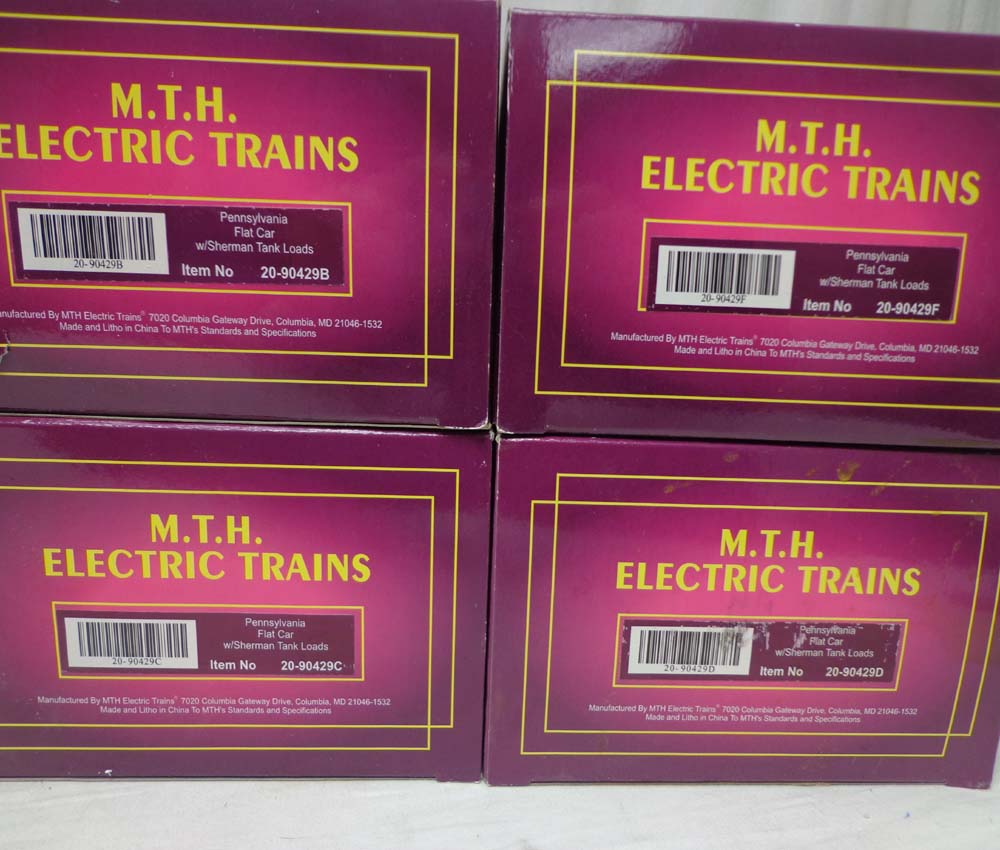 M.T.H.
ELECTRIC TRAINS
20-90429B
Pennsylvania
Flat Car
w/Sherman Tank Loads
Item No 20-90429B
anufactured By MTH Electric Trains® 7020 Columbia Gateway Drive, Columbia, MD 21046-1532
Made and Litho in China To MTH's Standards and Specifications
M.T.H.
ELECTRIC TRAINS
20-90429F
Pennsylvania
Flat Car
w/Sherman Tank Loads
Item No 20-90429F
Manufactured By MTH Electric Trains® 7020 Columbia Gateway Drive, Columbia, MD 21046-1532
Made and Litho in China To MTH's Standards and Specifications
M.T.H.
ELECTRIC TRAINS
20-90429C
Pennsylvania
Flat Car
w/Sherman Tank Loads
Item No 20-90429C
Manufactured By MTH Electric Trains® 7020 Columbia Gateway Drive, Columbia, MD 21046-1532
Made and Litho in China To MTH's Standards and Specifications
M.T.H.
ELECTRIC TRAINS
20-90429D
Pennsylvania
Flat Car
w/Sherman Tank Loads
Item No 20-90429D
Manufactured By MTH Electric Trains® 7020 Columbia Gateway Drive, Columbia, MD 21046-1532
Made and Litho in China To MTH's Standards and Specifications